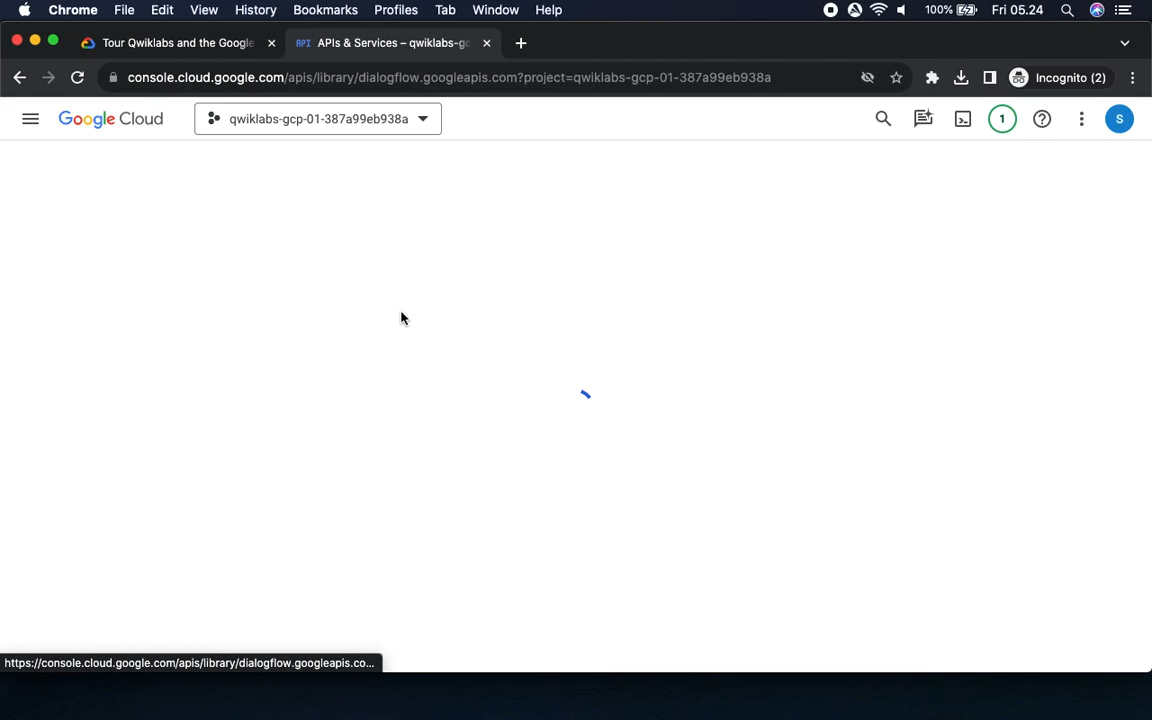 Chrome File Edit View History Bookmarks Profiles Tab Window Help 100% Fri 05.24
Tour Qwiklabs and the Google API APIs & Services – qwiklabs-gc
console.cloud.google.com/apis/library/dialogflow.googleapis.com?project=qwiklabs-gcp-01-387a99eb938a Incognito (2)
Google Cloud qwiklabs-gcp-01-387a99eb938a 1 S
https://console.cloud.google.com/apis/library/dialogflow.googleapis.co...